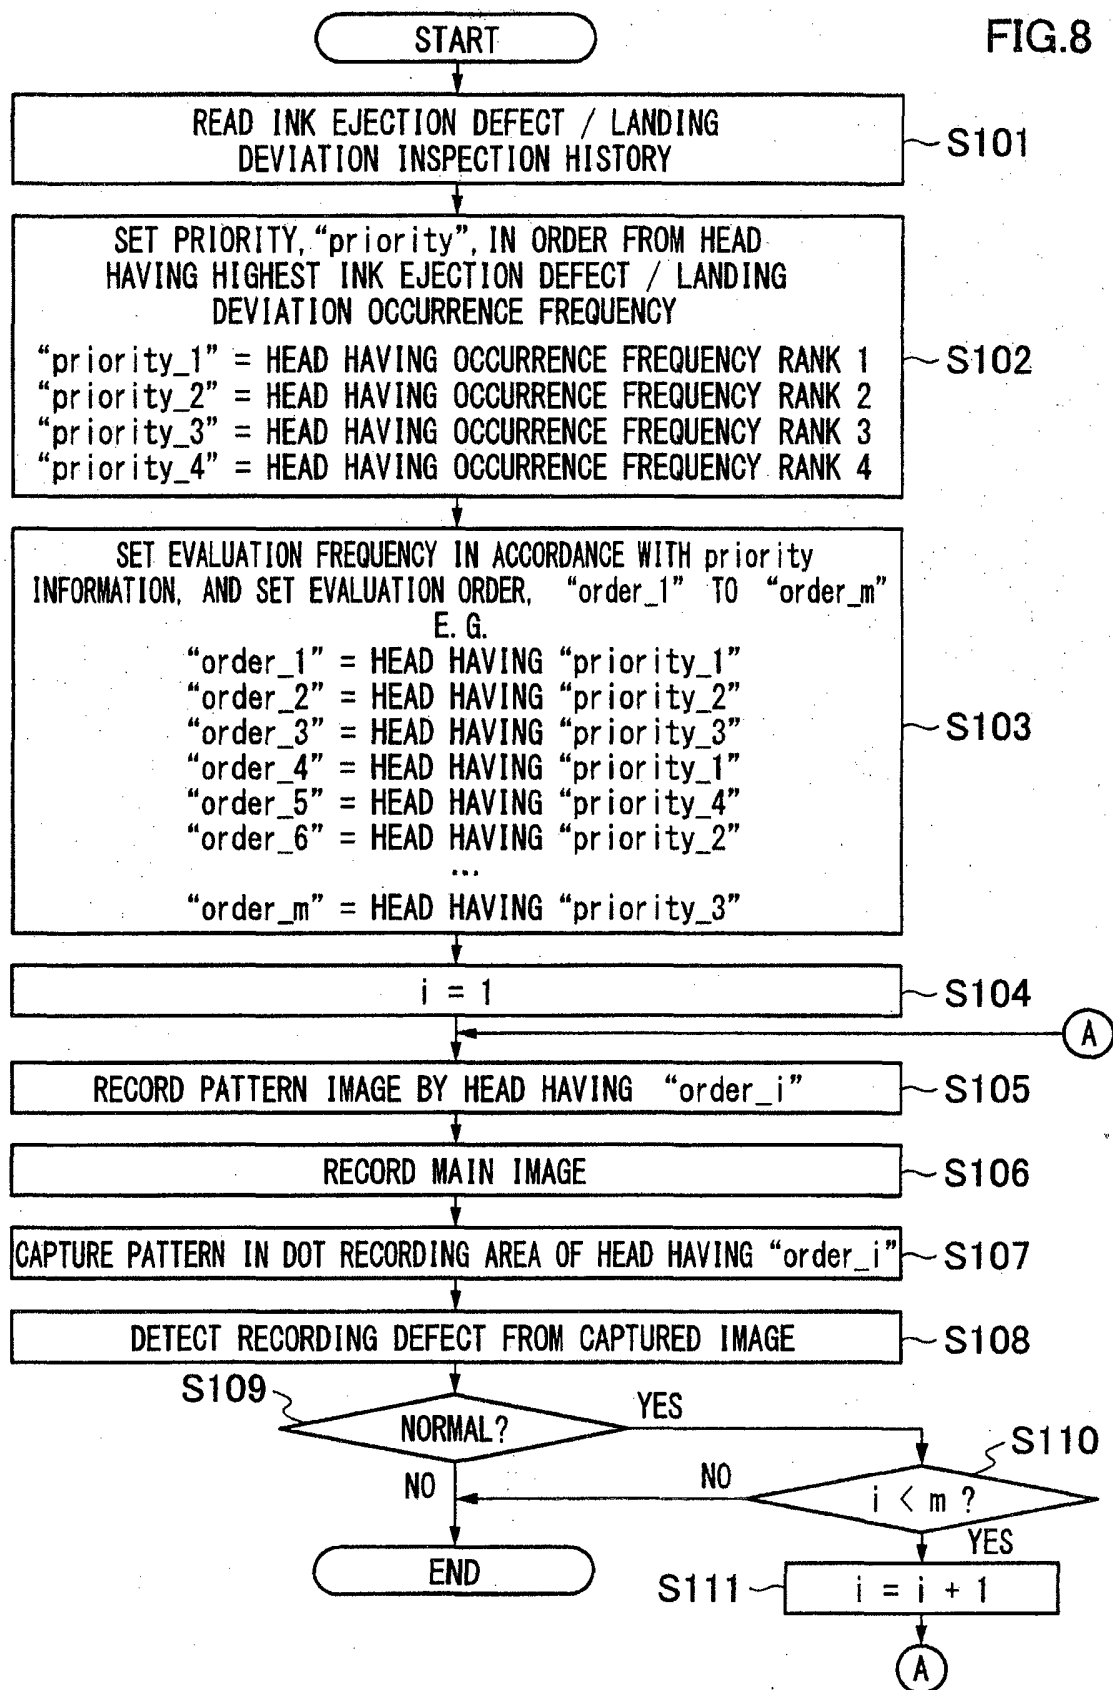 FIG.8
START
READ INK EJECTION DEFECT / LANDING
DEVIATION INSPECTION HISTORY
S101
SET PRIORITY, "priority", IN ORDER FROM HEAD
HAVING HIGHEST INK EJECTION DEFECT / LANDING
DEVIATION OCCURRENCE FREQUENCY
"priority_1" = HEAD HAVING OCCURRENCE FREQUENCY RANK 1
"priority_2" = HEAD HAVING OCCURRENCE FREQUENCY RANK 2
"priority_3" = HEAD HAVING OCCURRENCE FREQUENCY RANK 3
"priority_4" = HEAD HAVING OCCURRENCE FREQUENCY RANK 4
S102
SET EVALUATION FREQUENCY IN ACCORDANCE WITH priority
INFORMATION, AND SET EVALUATION ORDER, "order_1" TO "order_m"
E.G.
"order_1" = HEAD HAVING "priority_1"
"order_2" = HEAD HAVING "priority_2"
"order_3" = HEAD HAVING "priority_3"
"order_4" = HEAD HAVING "priority_1"
"order_5" = HEAD HAVING "priority_4"
"order_6" = HEAD HAVING "priority_2"
...
"order_m" = HEAD HAVING "priority_3"
S103
i = 1
S104
A
RECORD PATTERN IMAGE BY HEAD HAVING "order_i"
S105
RECORD MAIN IMAGE
S106
CAPTURE PATTERN IN DOT RECORDING AREA OF HEAD HAVING "order_i"
S107
DETECT RECORDING DEFECT FROM CAPTURED IMAGE
S108
S109
NORMAL?
YES
NO
S110
i < m ?
NO
YES
END
S111
i = i + 1
A